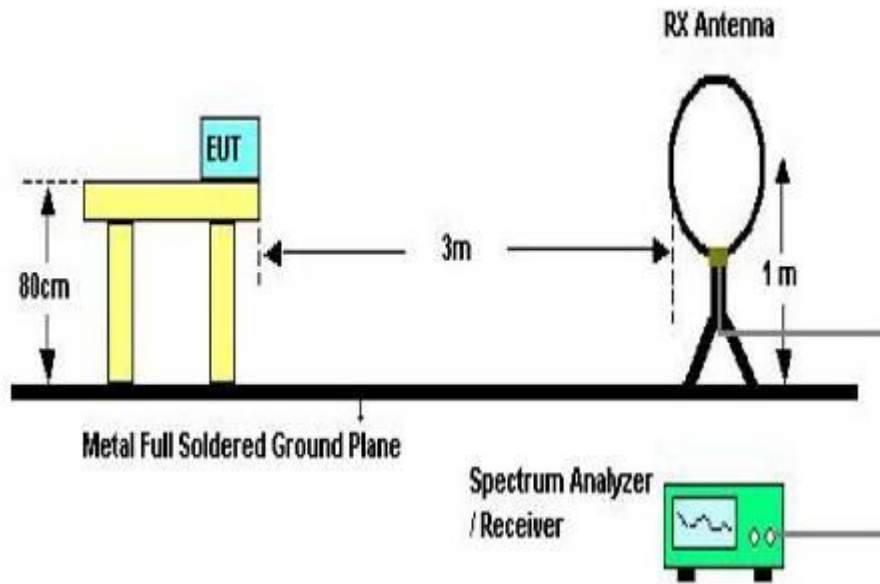 RX Antenna
EUT
3m
80cm
1 m
Metal Full Soldered Ground Plane
Spectrum Analyzer
/ Receiver